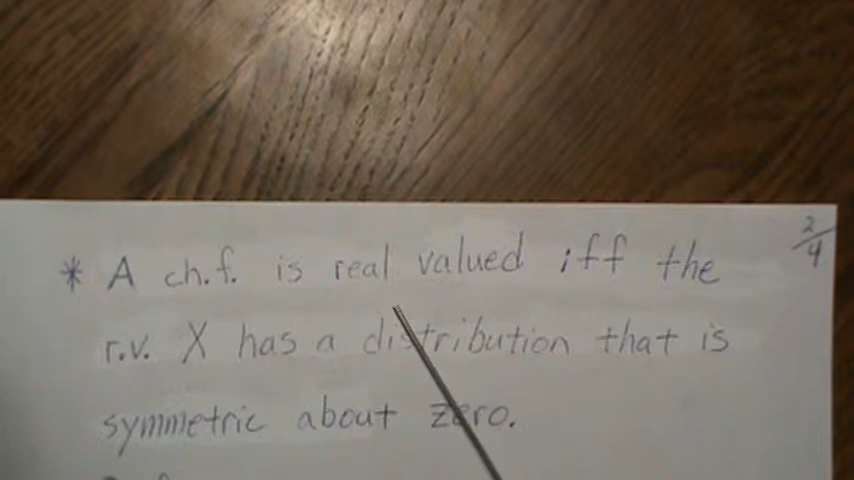 2/4
* A ch.f. is real valued iff the
r.v. X has a distribution that is
symmetric about zero.